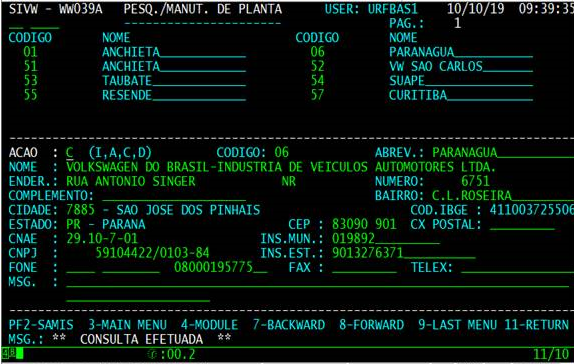 SIVW - WW039A PESQ./MANUT. DE PLANTA USER: URFBAS1 10/10/19 09:39:35
PAG.: 1
CODIGO NOME CODIGO NOME
01 ANCHIETA 06 PARANAGUA
51 ANCHIETA 52 VW SAO CARLOS
53 TAUBATE 54 SUAPE
55 RESENDE 57 CURITIBA
ACAO : C (I,A,C,D) CODIGO: 06 ABREV.: PARANAGUA
NOME : VOLKSWAGEN DO BRASIL-INDUSTRIA DE VEICULOS AUTOMOTORES LTDA.
ENDER.: RUA ANTONIO SINGER NR NUMERO: 6751
COMPLEMENTO: BAIRRO: C.L.ROSEIRA
CIDADE: 7885 - SAO JOSE DOS PINHAIS COD.IBGE : 411003725506
ESTADO: PR - PARANA CEP : 83090 901 CX POSTAL:
CNAE : 29.10-7-01 INS.MUN.: 019892
CNPJ : 59104422/0103-84 INS.EST.: 9013276371
FONE : 08000195775 FAX : TELEX:
MSG. :
PF2-SAMIS 3-MAIN MENU 4-MODULE 7-BACKWARD 8-FORWARD 9-LAST MENU 11-RETURN
MSG.: ** CONSULTA EFETUADA **
:00.2 11/10